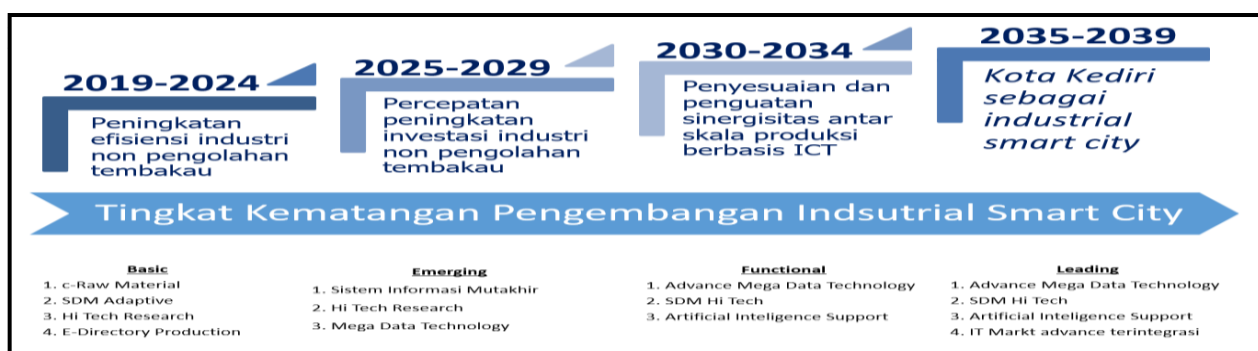 2019-2024
Peningkatan
efisiensi industri
non pengolahan
tembakau
2025-2029
Percepatan
peningkatan
investasi industri
non pengolahan
tembakau
2030-2034
Penyesuaian dan
penguatan
sinergisitas antar
skala produksi
berbasis ICT
2035-2039
Kota Kediri
sebagai
industrial
smart city
Tingkat Kematangan Pengembangan Indsutrial Smart City
Basic
1. c-Raw Material
2. SDM Adaptive
3. Hi Tech Research
4. E-Directory Production
Emerging
1. Sistem Informasi Mutakhir
2. Hi Tech Research
3. Mega Data Technology
Functional
1. Advance Mega Data Technology
2. SDM Hi Tech
3. Artificial Inteligence Support
Leading
1. Advance Mega Data Technology
2. SDM Hi Tech
3. Artificial Inteligence Support
4. IT Markt advance terintegrasi